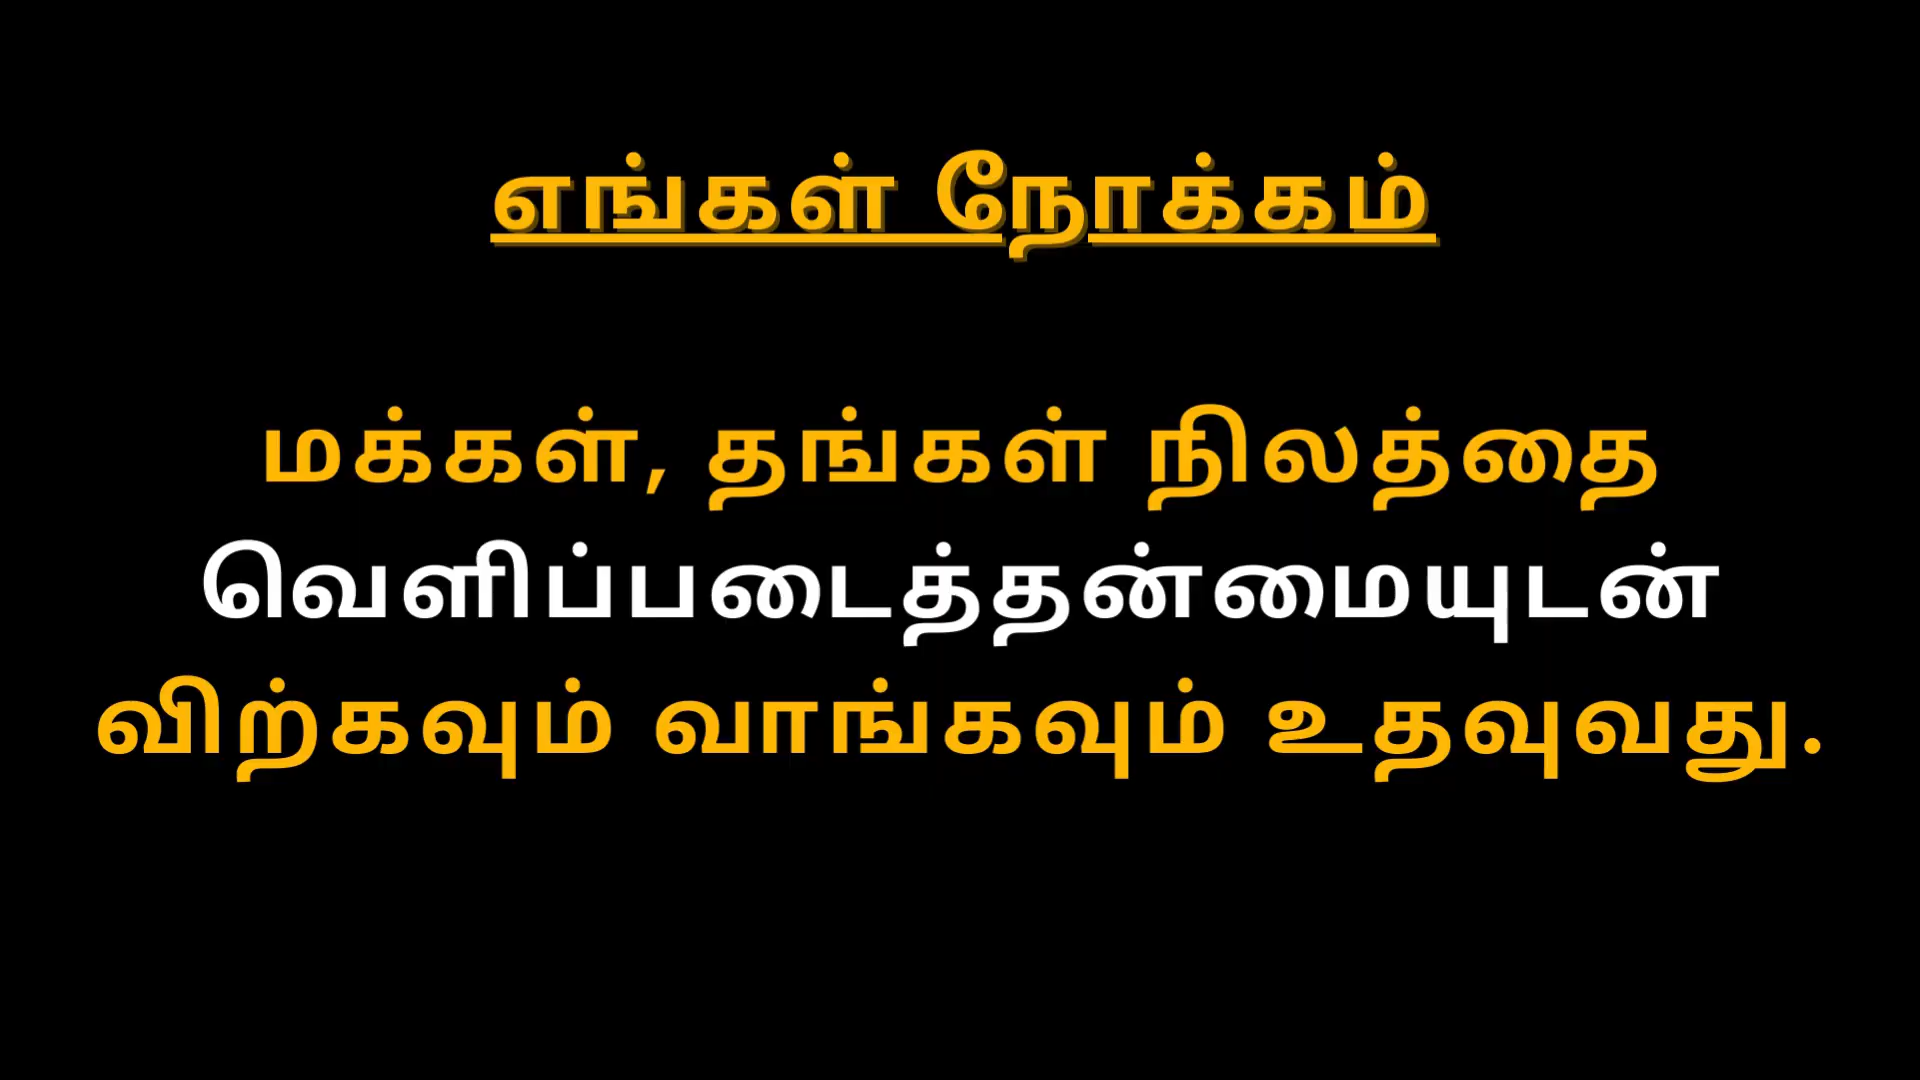 எங்கள் நோக்கம்
மக்கள், தங்கள் நிலத்தை
வெளிப்படைத்தன்மையுடன்
விற்கவும் வாங்கவும் உதவுவது.